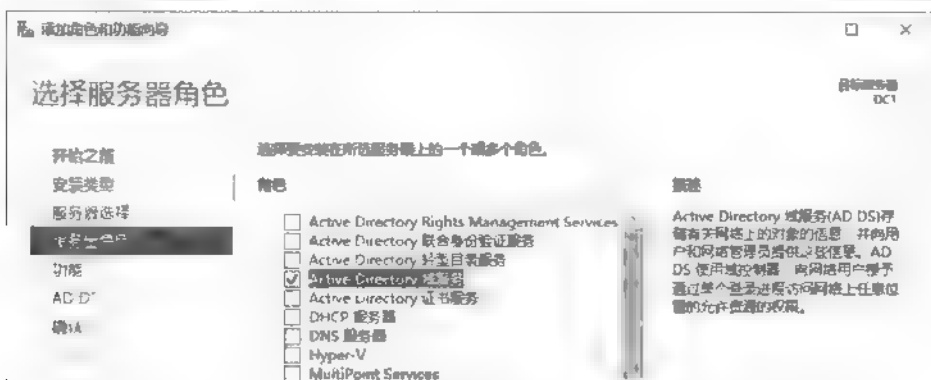 添加角色和功能向导
选择服务器角色
目标服务器
DC1
开始之前
安装类型
服务器选择
服务器角色
功能
AD DS
确认
选择要安装在所选服务器上的一个或多个角色。
角色
Active Directory Rights Management Services
Active Directory 联合身份验证服务
Active Directory 轻型目录服务
Active Directory 域服务
Active Directory 证书服务
DHCP 服务器
DNS 服务器
Hyper-V
MultiPoint Services
描述
Active Directory 域服务(AD DS)存
储有关网络上的对象的信息，并向用
户和网络管理员提供这些信息。AD
DS 使用域控制器，向网络用户授予
通过单个登录进程访问网络上任意位
置的允许资源的权限。